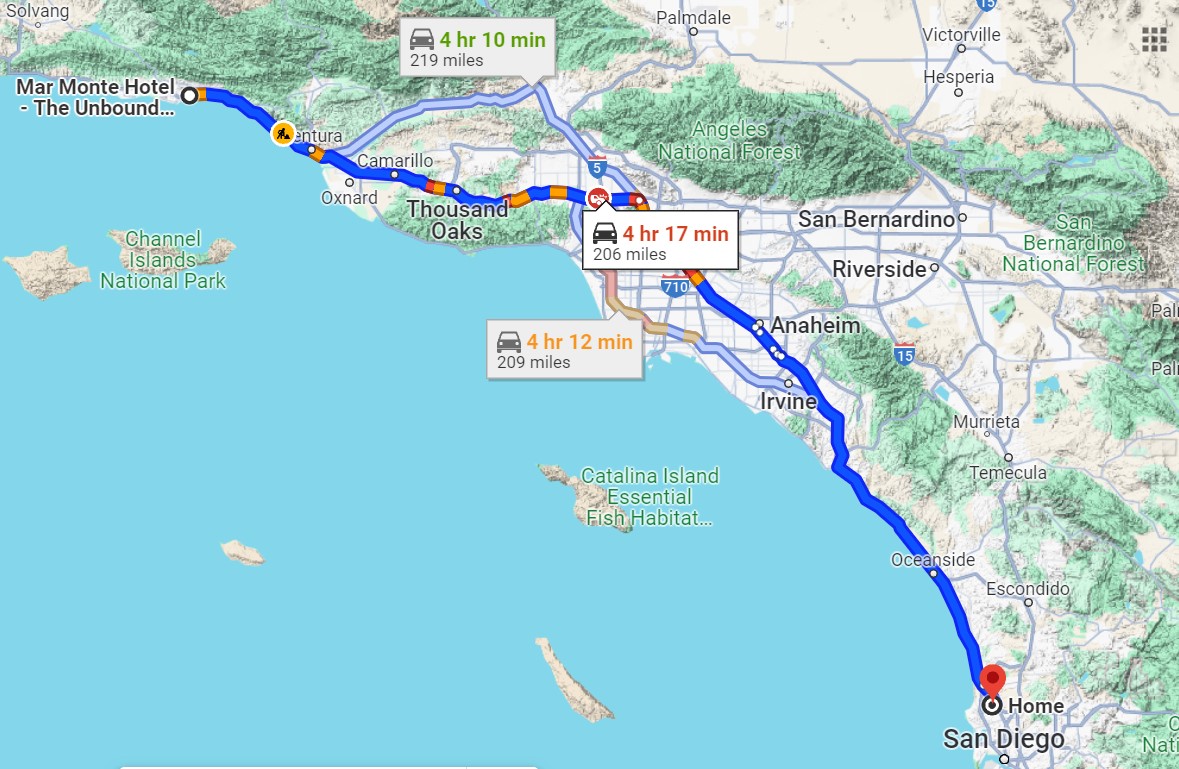 Solvang
Palmdale
15
Victorville
4 hr 10 min
219 miles
Hesperia
Mar Monte Hotel
- The Unbound...
entura
Angeles
National Forest
Camarillo
5
Oxnard
Thousand
Oaks
San Bernardino
San
Bernardino
National Forest
4 hr 17 min
206 miles
Channel
Islands
National Park
Riverside
710
Anaheim
4 hr 12 min
209 miles
15
Irvine
Murrieta
Temecula
Catalina Island
Essential
Fish Habitat...
Oceanside
Escondido
Home
San Diego